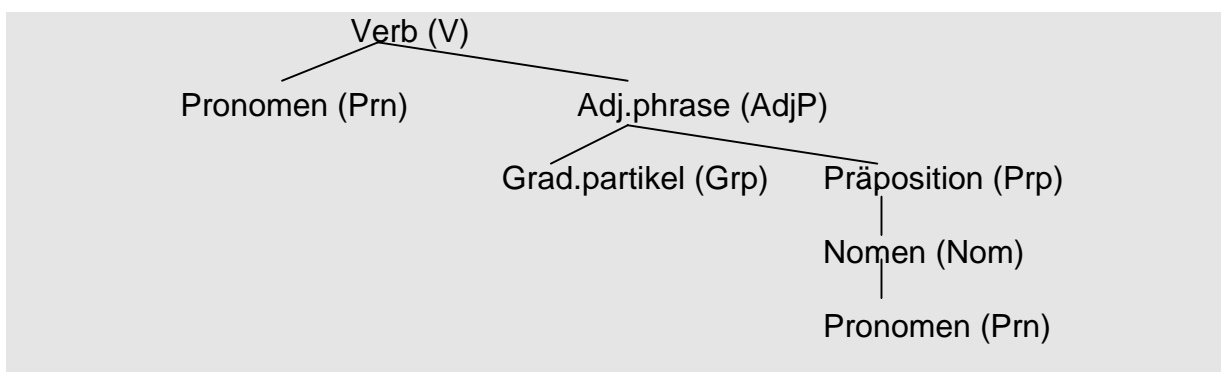 Verb (V)
Pronomen (Prn) Adj.phrase (AdjP)
Grad.partikel (Grp) Präposition (Prp)
Nomen (Nom)
Pronomen (Prn)